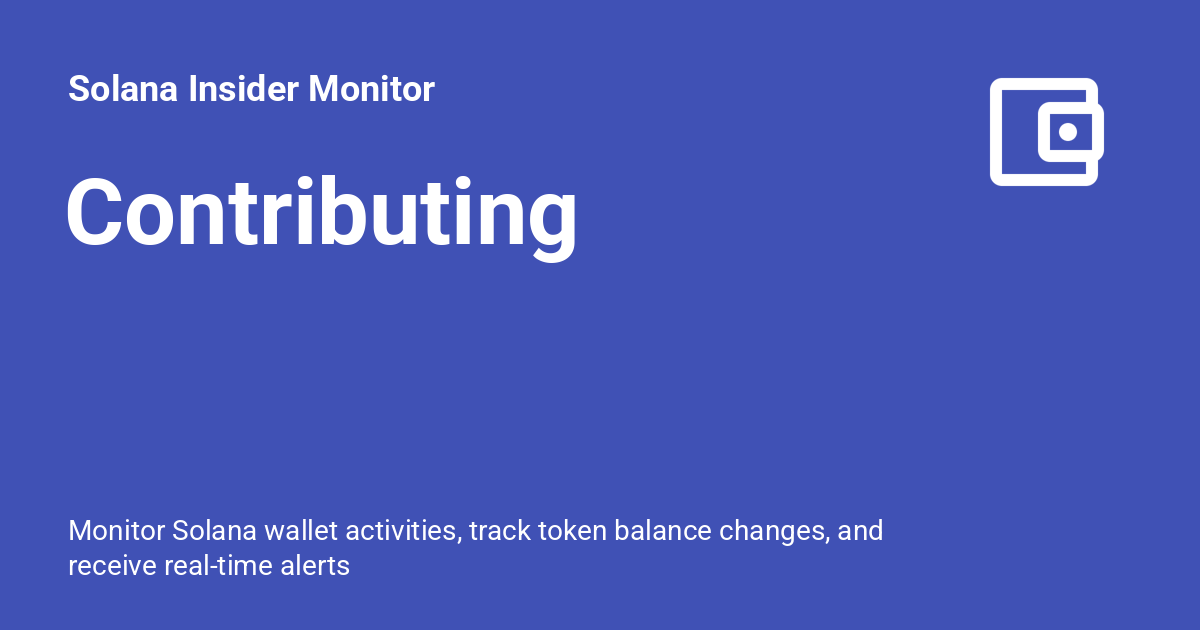 Solana Insider Monitor
Contributing
Monitor Solana wallet activities, track token balance changes, and
receive real-time alerts